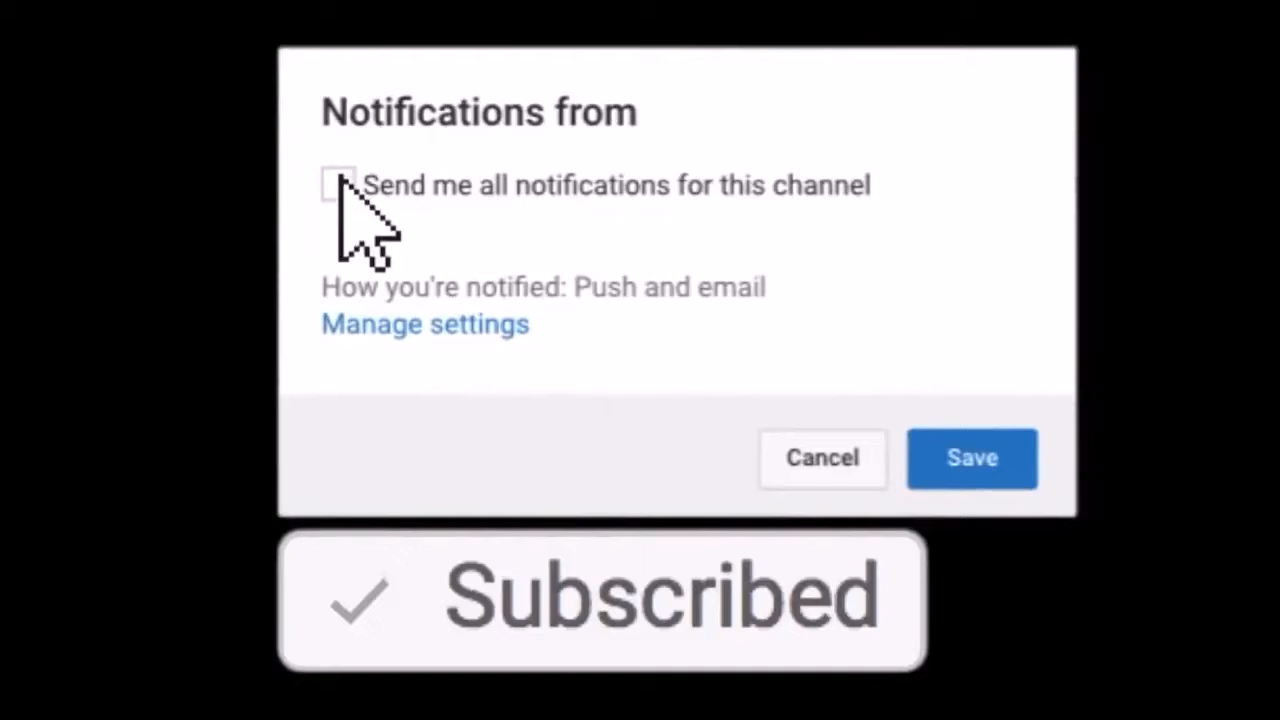 Notifications from
Send me all notifications for this channel
How you're notified: Push and email
Manage settings
Cancel
Save
Subscribed